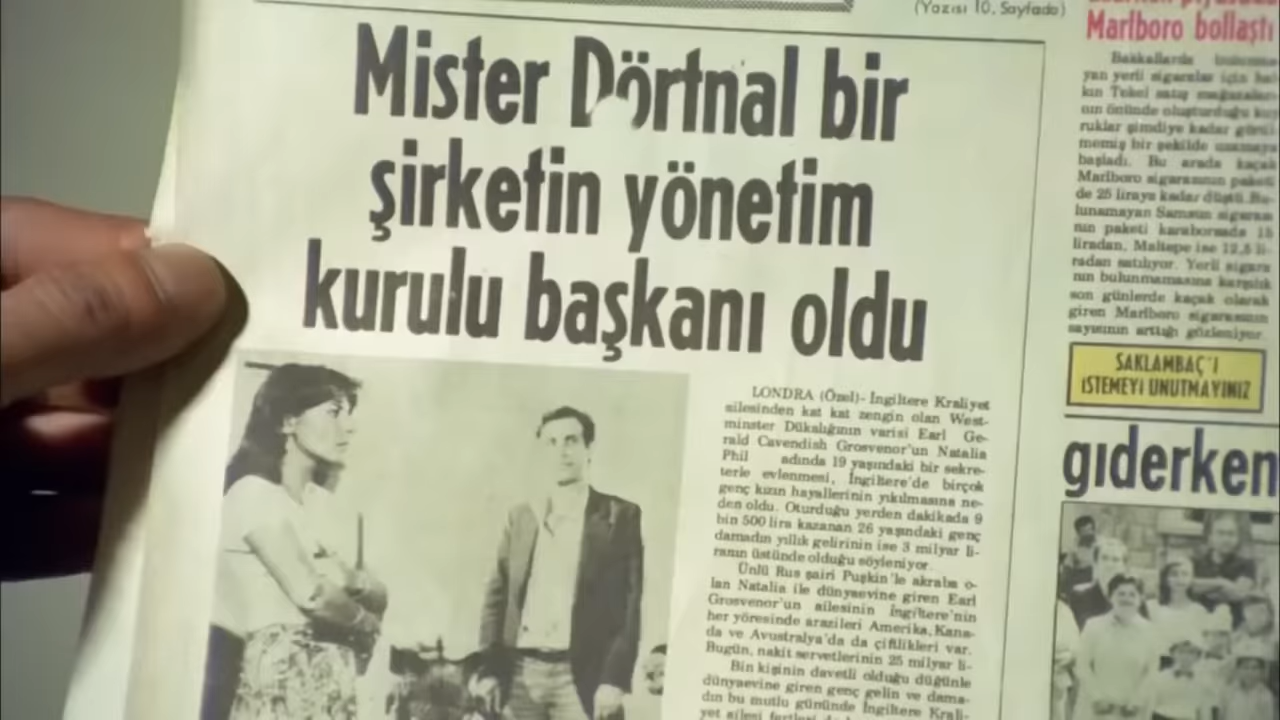 (Yazısı 10. Sayfada)
Mister Dörtnal bir
şirketin yönetim
kurulu başkanı oldu
LONDRA (Özel)- İngiltere Kraliyet
ailesinden kat kat zengin olan West-
minster Dükalığının varisi Earl Ge-
rald Cavendish Grosvenor'un Natalia
Phil adında 19 yaşındaki bir sekre-
terle evlenmesi, İngiltere'de birçok
genç kızın hayallerinin yıkılmasına ne-
den oldu. Oturduğu yerden dakikada 9
bin 500 lira kazanan 26 yaşındaki genç
damadın yıllık gelirinin ise 3 milyar li-
ranın üstünde olduğu söyleniyor.
Ünlü Rus şairi Puşkin'le akraba o-
lan Natalia ile dünyaevine giren Earl
Grosvenor'un ailesinin İngiltere'nin
her yöresinde arazileri Amerika, Kana-
da ve Avustralya'da da çiftlikleri var.
Bugün, nakit servetlerinin 25 milyar li-
Bin kişinin davetli olduğu düğünle
dünyaevine giren genç gelin ve dama-
dın bu mutlu gününde İngiltere Krali-
yet ailesi fertleri
Marlboro bollaştı
Bakkallarda
yan yerli sigaralar için hal-
kın Tekel satış mağazaları-
nın önünde oluşturduğu kuy-
ruklar şimdiye kadar görül-
memiş bir şekilde uzamaya
başladı. Bu arada kaçak
Marlboro sigarasının paketi
de 25 liraya kadar düştü. Bu-
lunamayan Samsun sigarası-
nın paketi karaborsada 15
liradan, Maltepe ise 12,5 li-
radan satılıyor. Yerli sigara
nın bulunmamasına karşılık
son günlerde kaçak olarak
giren Marlboro sigarasının
sayısının arttığı gözleniyor.
SAKLAMBAÇ'I
İSTEMEYİ UNUTMAYINIZ
giderken